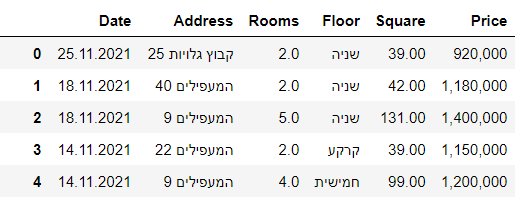 Date Address Rooms Floor Square Price
0 25.11.2021 קבוץ גלויות 25 2.0 שניה 39.00 920,000
1 18.11.2021 המעפילים 40 2.0 שניה 42.00 1,180,000
2 18.11.2021 המעפילים 9 5.0 שניה 131.00 1,400,000
3 14.11.2021 המעפילים 22 2.0 קרקע 39.00 1,150,000
4 14.11.2021 המעפילים 9 4.0 חמישית 99.00 1,200,000